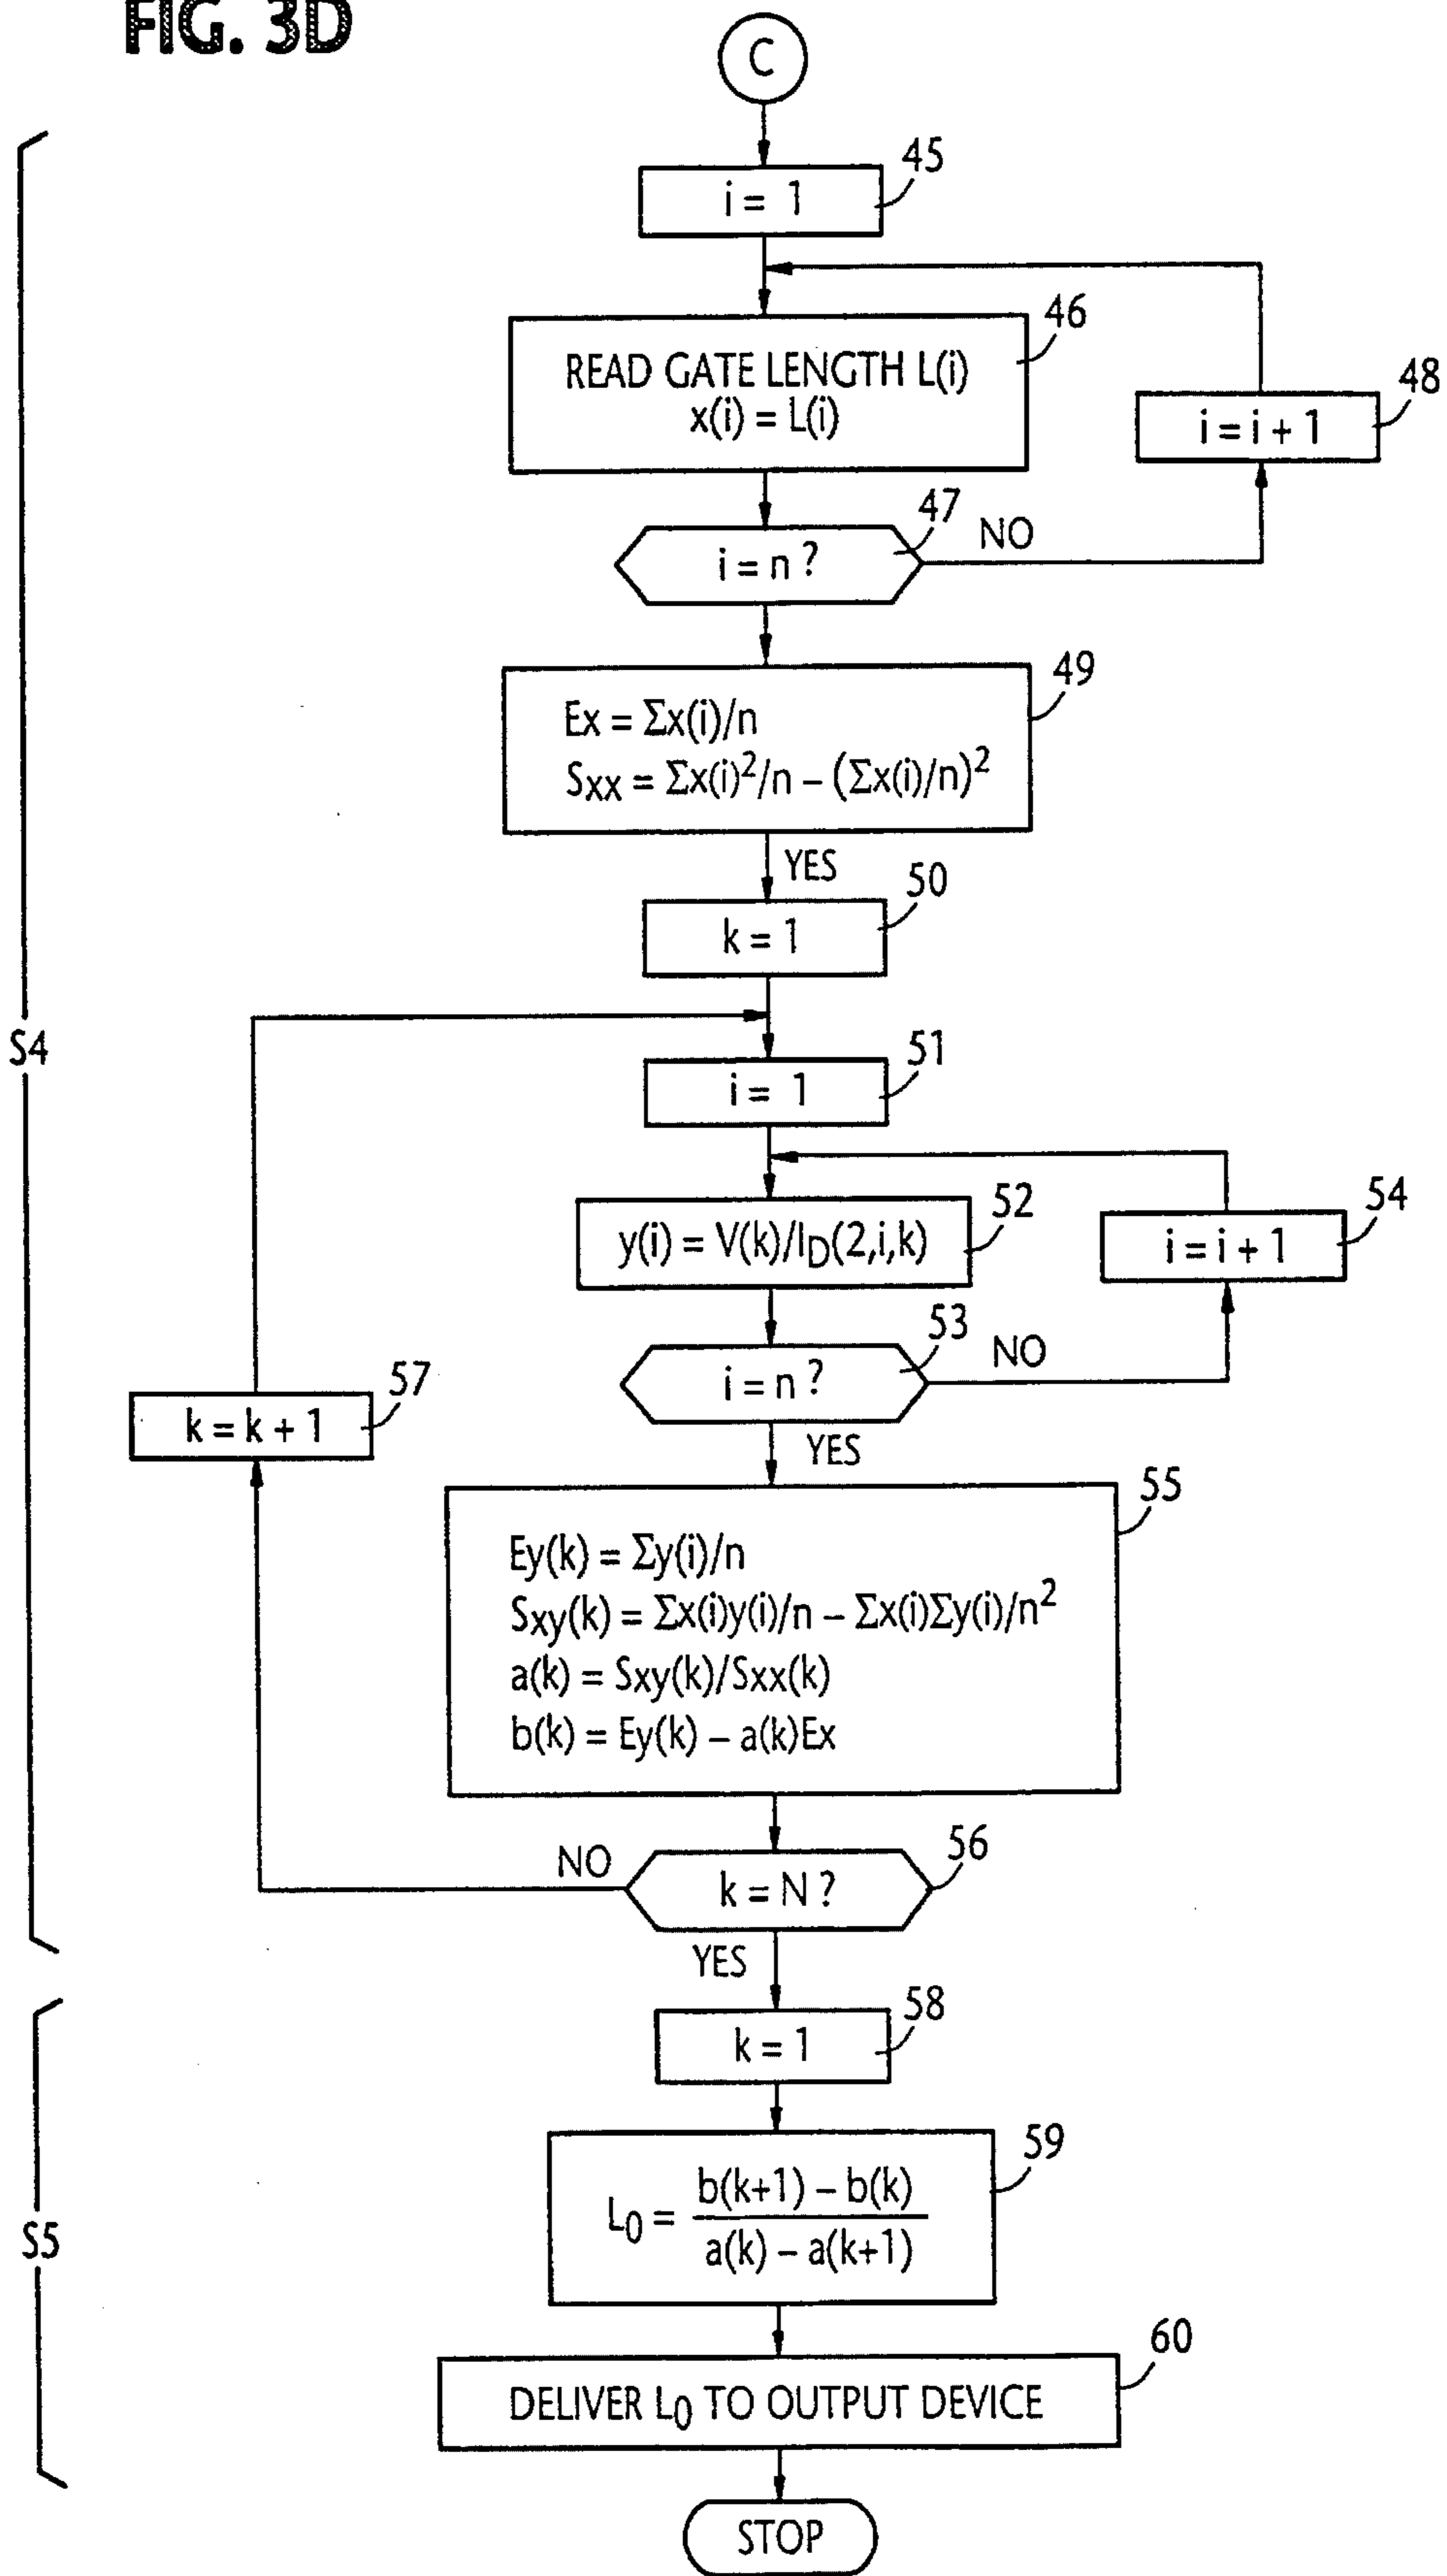 FIG. 3D
C
45
i = 1
46
READ GATE LENGTH L(i)
x(i) = L(i)
48
i = i + 1
47
i = n ?
NO
49
Ex = Σx(i)/n
Sxx = Σx(i)²/n – (Σx(i)/n)²
YES
50
k = 1
S4
51
i = 1
52
y(i) = V(k)/I_D(2,i,k)
54
i = i + 1
53
i = n ?
NO
57
k = k + 1
YES
55
Ey(k) = Σy(i)/n
Sxy(k) = Σx(i)y(i)/n – Σx(i)Σy(i)/n²
a(k) = Sxy(k)/Sxx(k)
b(k) = Ey(k) – a(k)Ex
56
NO
k = N ?
YES
58
k = 1
59
L₀ = b(k+1) – b(k)
a(k) – a(k+1)
S5
60
DELIVER L₀ TO OUTPUT DEVICE
STOP